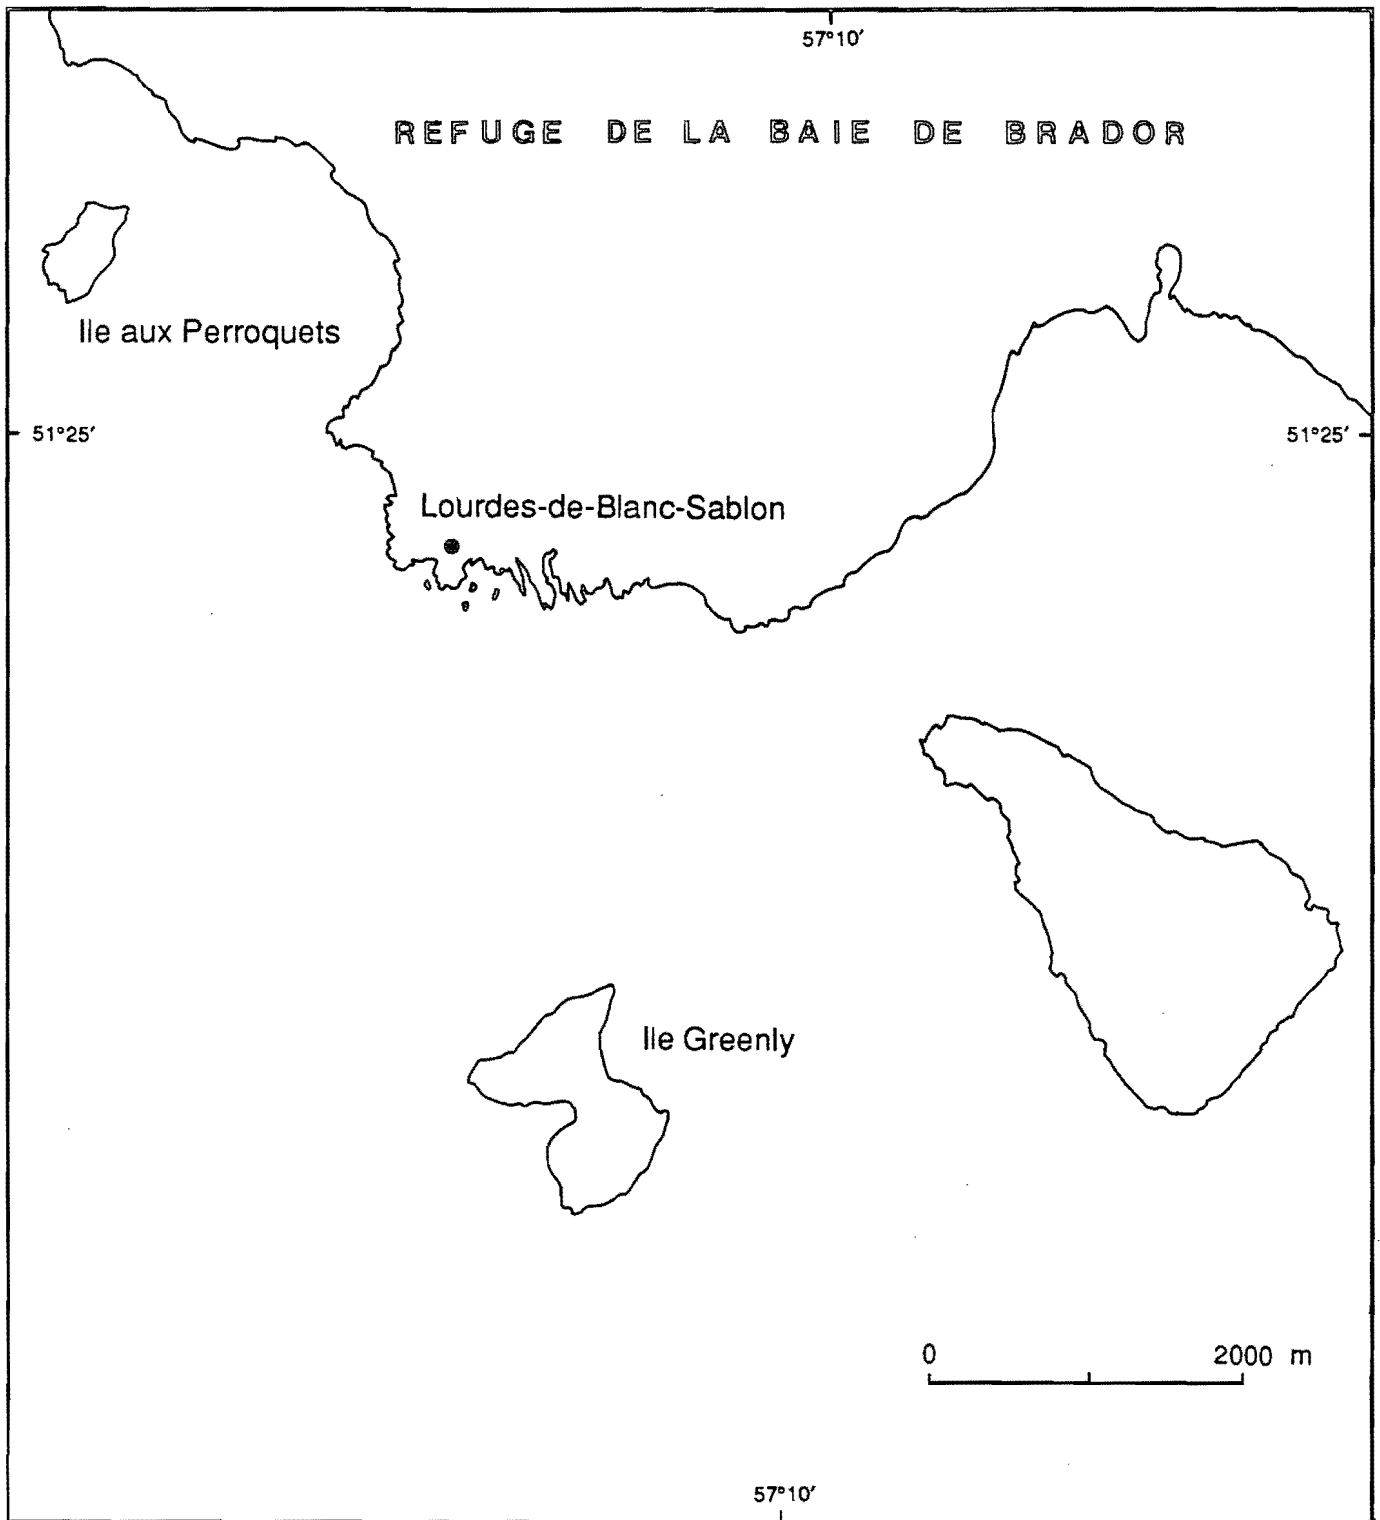 57°10′
REFUGE DE LA BAIE DE BRADOR
Ile aux Perroquets
51°25′
51°25′
Lourdes-de-Blanc-Sablon
Ile Greenly
0 2000 m
57°10′